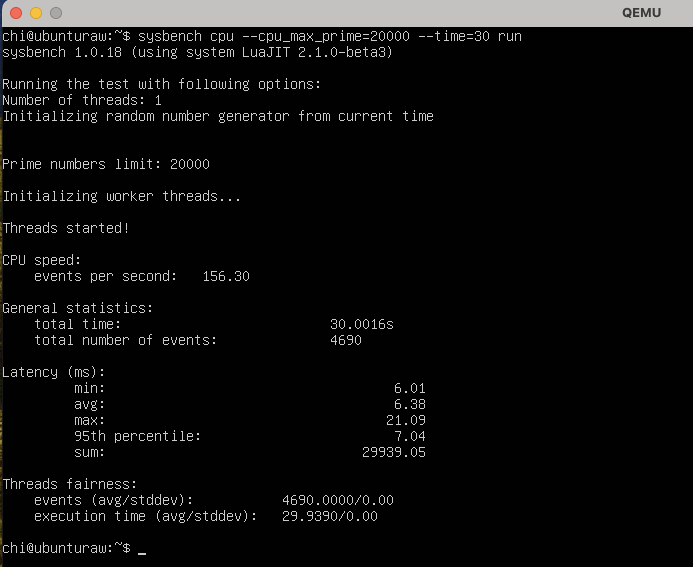 QEMU
chi@ubunturaw:~$ sysbench cpu --cpu_max_prime=20000 --time=30 run
sysbench 1.0.18 (using system LuaJIT 2.1.0-beta3)
Running the test with following options:
Number of threads: 1
Initializing random number generator from current time
Prime numbers limit: 20000
Initializing worker threads...
Threads started!
CPU speed:
events per second: 156.30
General statistics:
total time: 30.0016s
total number of events: 4690
Latency (ms):
min: 6.01
avg: 6.38
max: 21.09
95th percentile: 7.04
sum: 29939.05
Threads fairness:
events (avg/stddev): 4690.0000/0.00
execution time (avg/stddev): 29.9390/0.00
chi@ubunturaw:~$ _